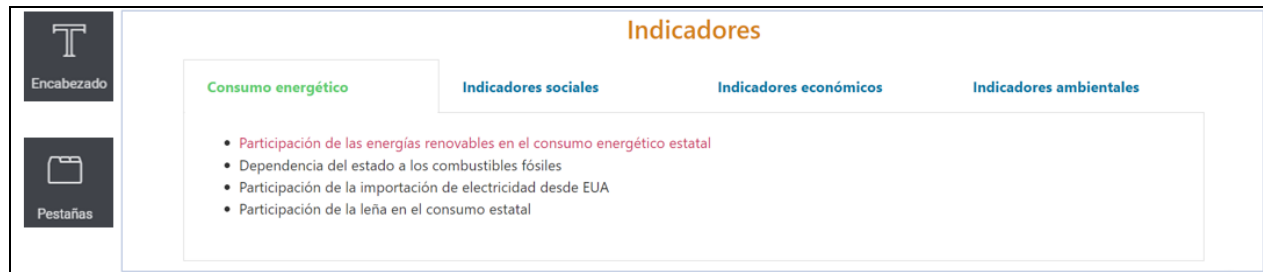 Indicadores
Encabezado
Consumo energético Indicadores sociales Indicadores económicos Indicadores ambientales
Participación de las energías renovables en el consumo energético estatal
Dependencia del estado a los combustibles fósiles
Participación de la importación de electricidad desde EUA
Participación de la leña en el consumo estatal
Pestañas